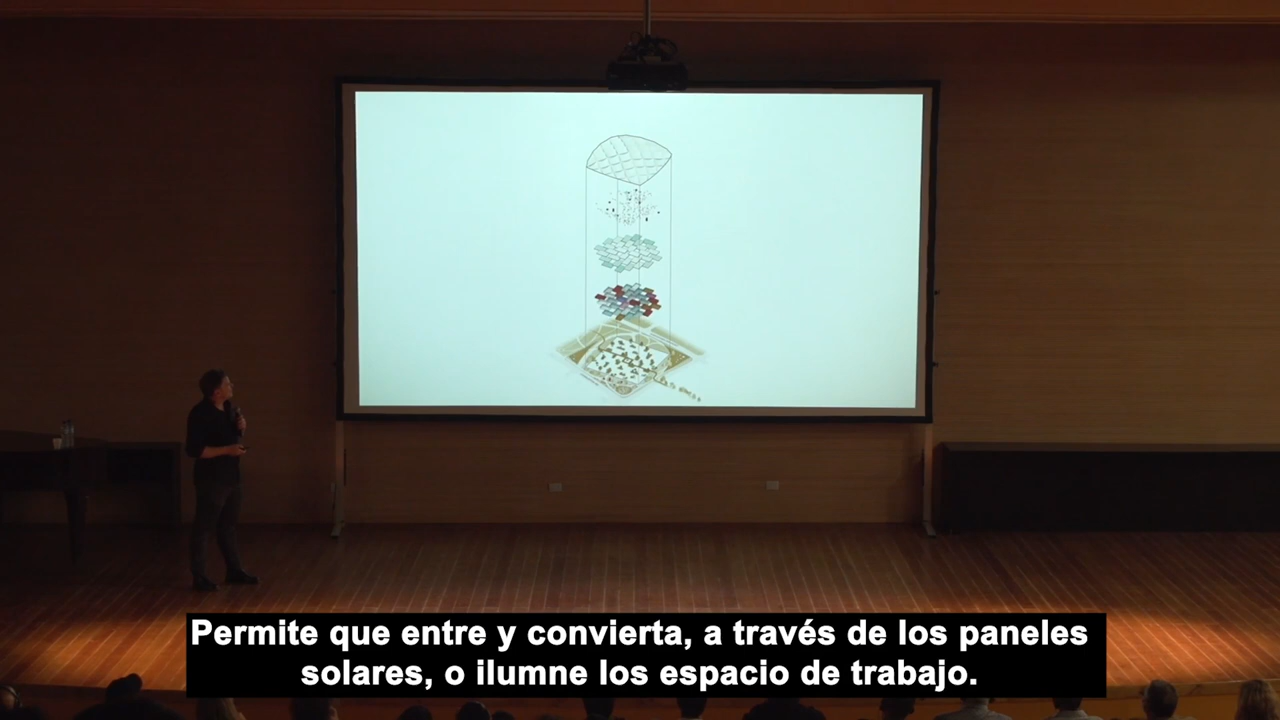 Permite que entre y convierta, a través de los paneles
solares, o ilumne los espacio de trabajo.